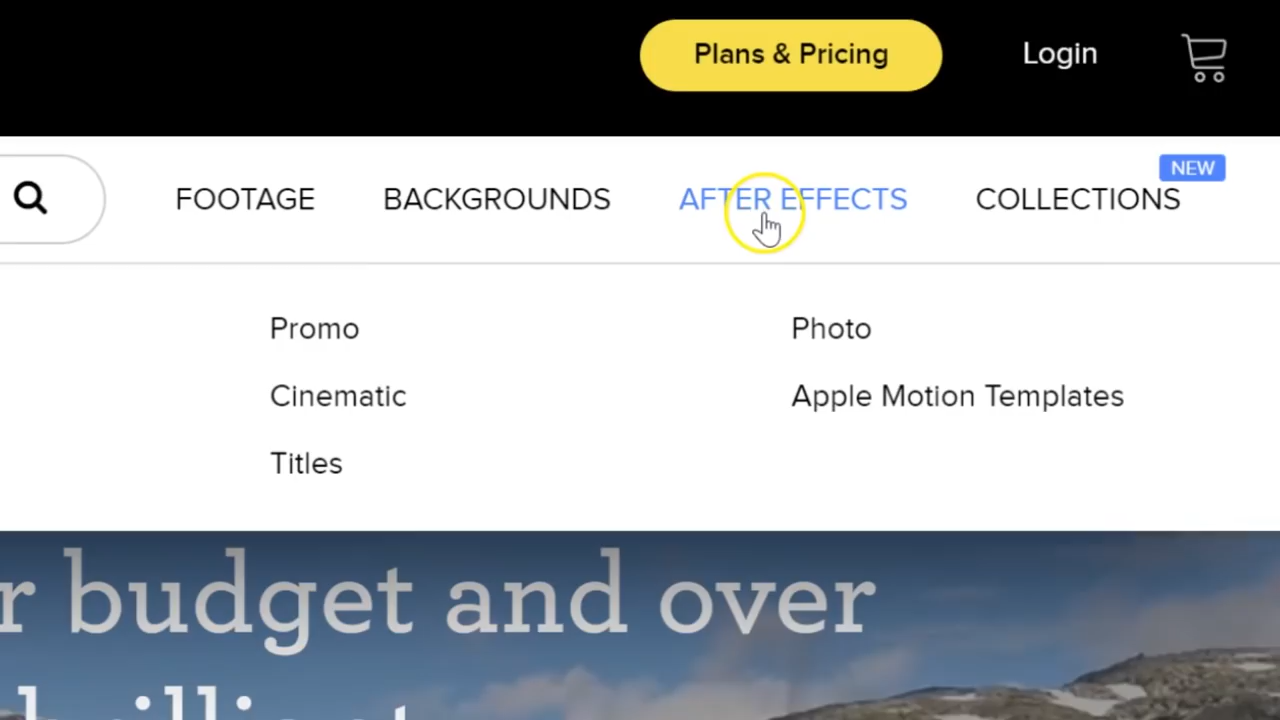 Plans & Pricing
Login
FOOTAGE
BACKGROUNDS
AFTER EFFECTS
COLLECTIONS
NEW
Promo
Photo
Cinematic
Apple Motion Templates
Titles
r budget and over